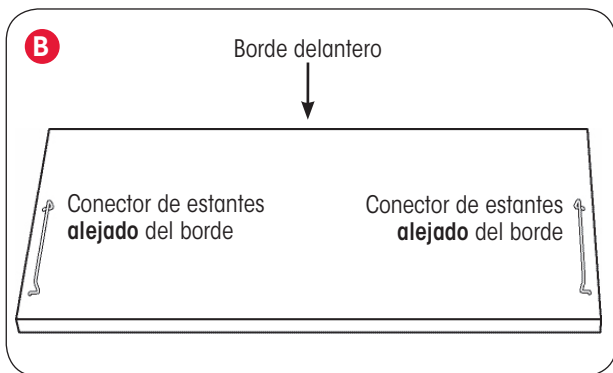 B
Borde delantero
Conector de estantes
alejado del borde
Conector de estantes
alejado del borde